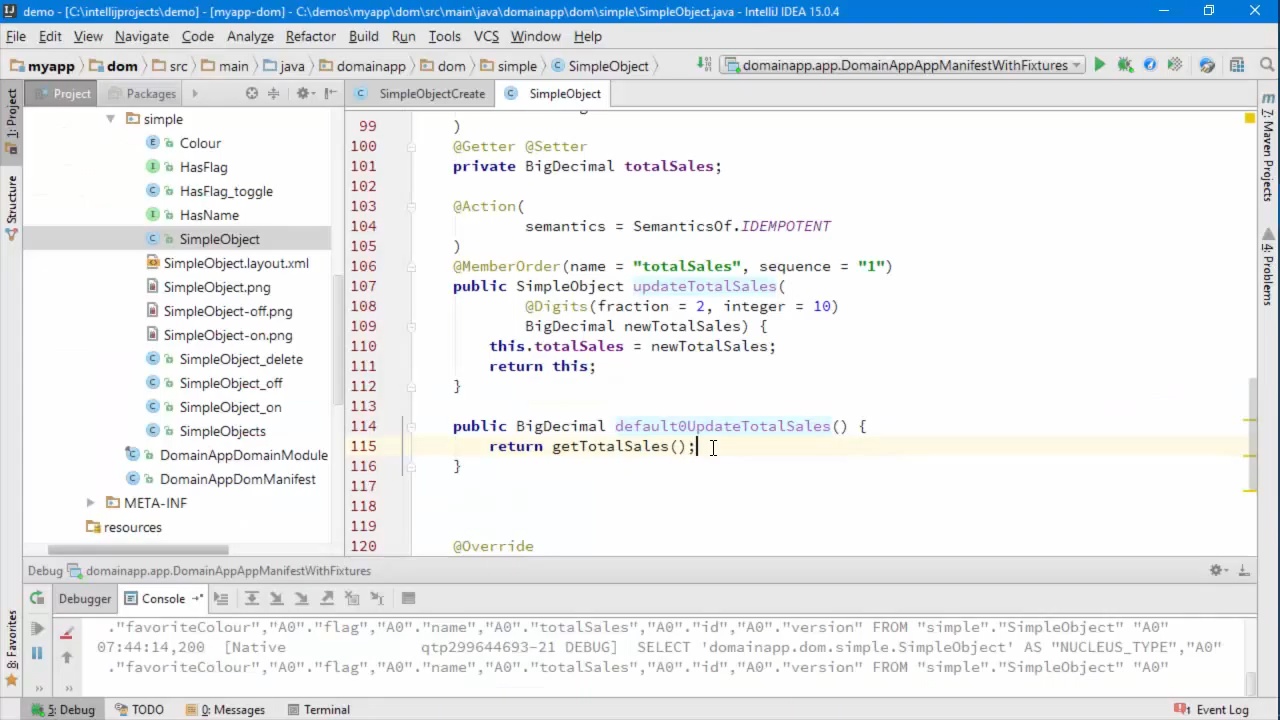 demo - [C:\intellijprojects\demo] - [myapp-dom] - C:\demos\myapp\dom\src\main\java\domainapp\dom\simple\SimpleObject.java - IntelliJ IDEA 15.0.4
File Edit View Navigate Code Analyze Refactor Build Run Tools VCS Window Help
myapp dom src main java domainapp dom simple SimpleObject domainapp.app.DomainAppAppManifestWithFixtures
Project Packages SimpleObjectCreate SimpleObject
1: Project
Structure
8: Favorites
simple
Colour
HasFlag
HasFlag_toggle
HasName
SimpleObject
SimpleObject.layout.xml
SimpleObject.png
SimpleObject-off.png
SimpleObject-on.png
SimpleObject_delete
SimpleObject_off
SimpleObject_on
SimpleObjects
DomainAppDomainModule
DomainAppDomManifest
META-INF
resources
99 )
100 @Getter @Setter
101 private BigDecimal totalSales;
102
103 @Action(
104 semantics = SemanticsOf.IDEMPOTENT
105 )
106 @MemberOrder(name = "totalSales", sequence = "1")
107 public SimpleObject updateTotalSales(
108 @Digits(fraction = 2, integer = 10)
109 BigDecimal newTotalSales) {
110 this.totalSales = newTotalSales;
111 return this;
112 }
113
114 public BigDecimal default0UpdateTotalSales() {
115 return getTotalSales();
116 }
117
118
119
120 @Override
Maven Projects
4: Problems
Debug domainapp.app.DomainAppAppManifestWithFixtures
Debugger Console
."favoriteColour","A0"."flag","A0"."name","A0"."totalSales","A0"."id","A0"."version" FROM "simple"."SimpleObject" "A0"
07:44:14,200 [Native qtp299644693-21 DEBUG] SELECT 'domainapp.dom.simple.SimpleObject' AS "NUCLEUS_TYPE","A0"
."favoriteColour","A0"."flag","A0"."name","A0"."totalSales","A0"."id","A0"."version" FROM "simple"."SimpleObject" "A0"
5: Debug TODO 0: Messages Terminal Event Log